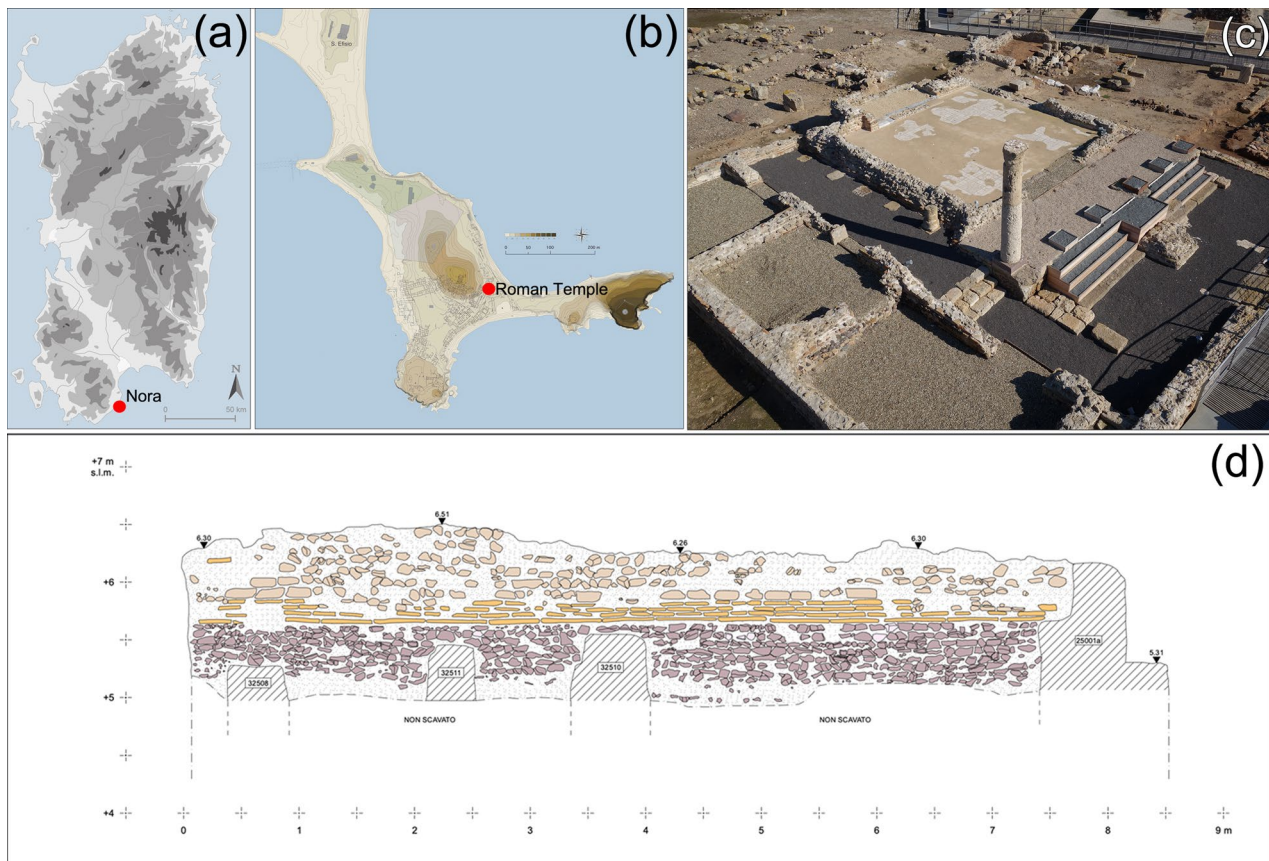 (a)
Nora
N
0 50 km
(b)
S. Efisio
0 50 100 200 m
Roman Temple
(c)
(d)
+7 m
s.l.m.
6.30
6.51
6.26
6.30
+6
25001a
5.31
32508
32511
32510
+5
NON SCAVATO
NON SCAVATO
+4
0 1 2 3 4 5 6 7 8 9 m